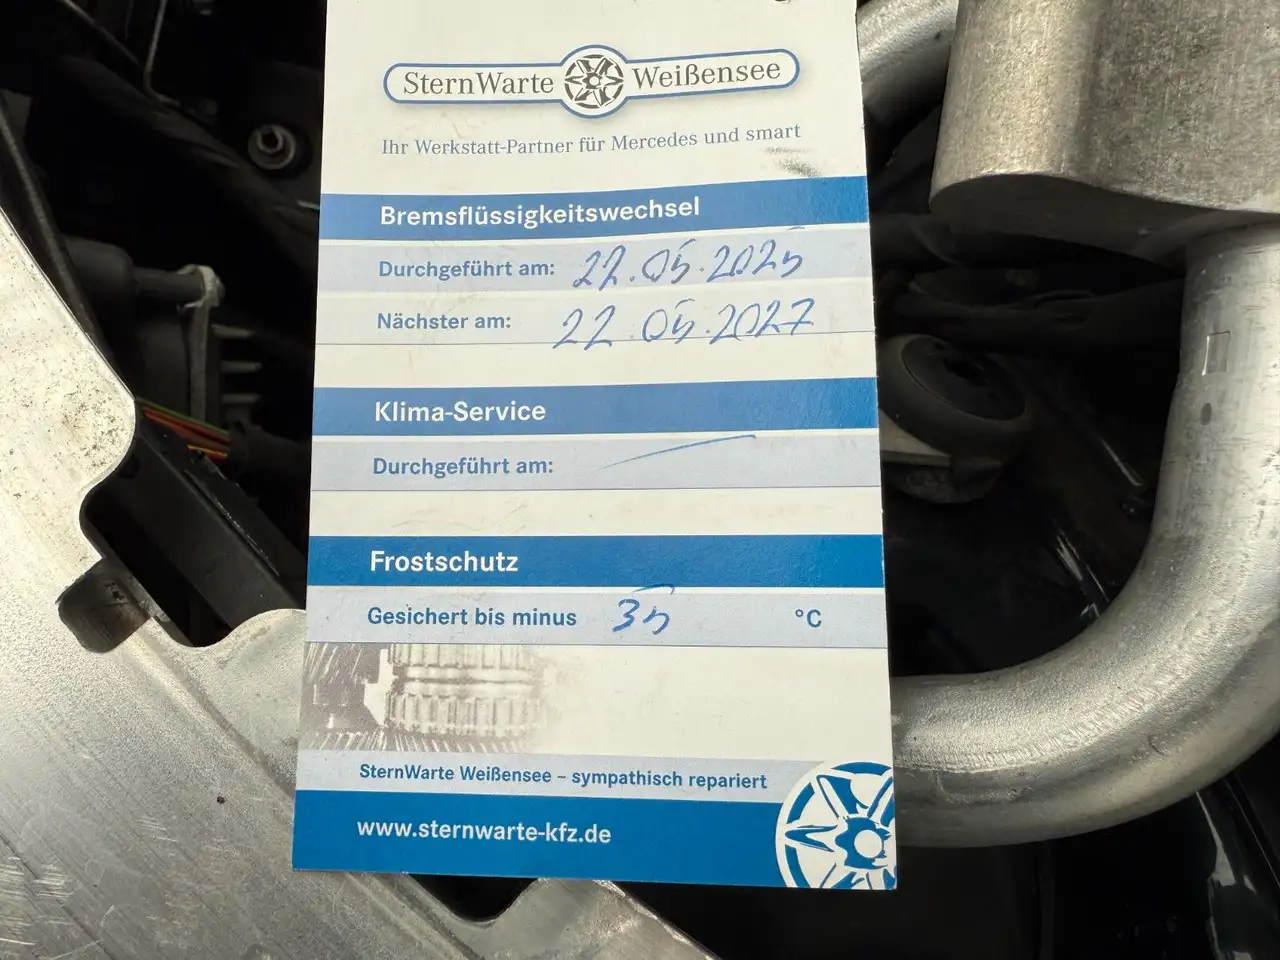 SternWarte Weißensee
Ihr Werkstatt-Partner für Mercedes und smart
Bremsflüssigkeitswechsel
Durchgeführt am: 22.05.2025
Nächster am: 22.05.2027
Klima-Service
Durchgeführt am:
Frostschutz
Gesichert bis minus 35 °C
SternWarte Weißensee – sympathisch repariert
www.sternwarte-kfz.de